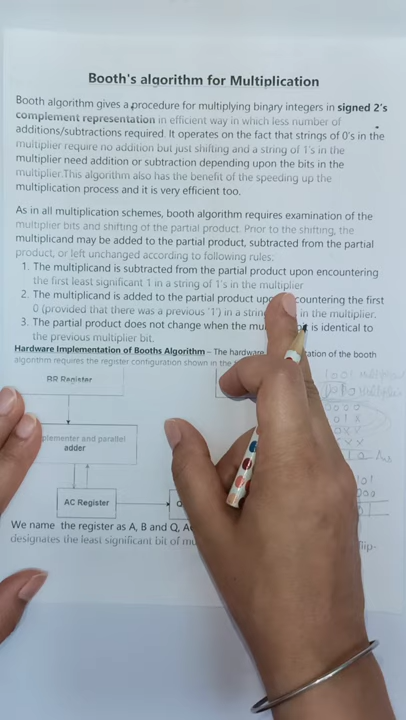 Booth's algorithm for Multiplication
Booth algorithm gives a procedure for multiplying binary integers in signed 2's
complement representation in efficient way in which less number of
additions/subtractions required. It operates on the fact that strings of 0's in the
multiplier require no addition but just shifting and a string of 1's in the
multiplier need addition or subtraction depending upon the bits in the
multiplier.This algorithm also has the benefit of the speeding up the
multiplication process and it is very efficient too.
As in all multiplication schemes, booth algorithm requires examination of the
multiplier bits and shifting of the partial product. Prior to the shifting, the
multiplicand may be added to the partial product, subtracted from the partial
product, or left unchanged according to following rules:
1. The multiplicand is subtracted from the partial product upon encountering
the first least significant 1 in a string of 1's in the multiplier
2. The multiplicand is added to the partial product countering the first
0 (provided that there was a previous '1') in a in the multiplier.
3. The partial product does not change when the is identical to
the previous multiplier bit.
Hardware Implementation of Booths Algorithm – The hardware of the booth
algorithm requires the register configuration shown in the
BR Register
and parallel
adder
AC Register
We name the register as A, B and Q,
designates the least significant bit of